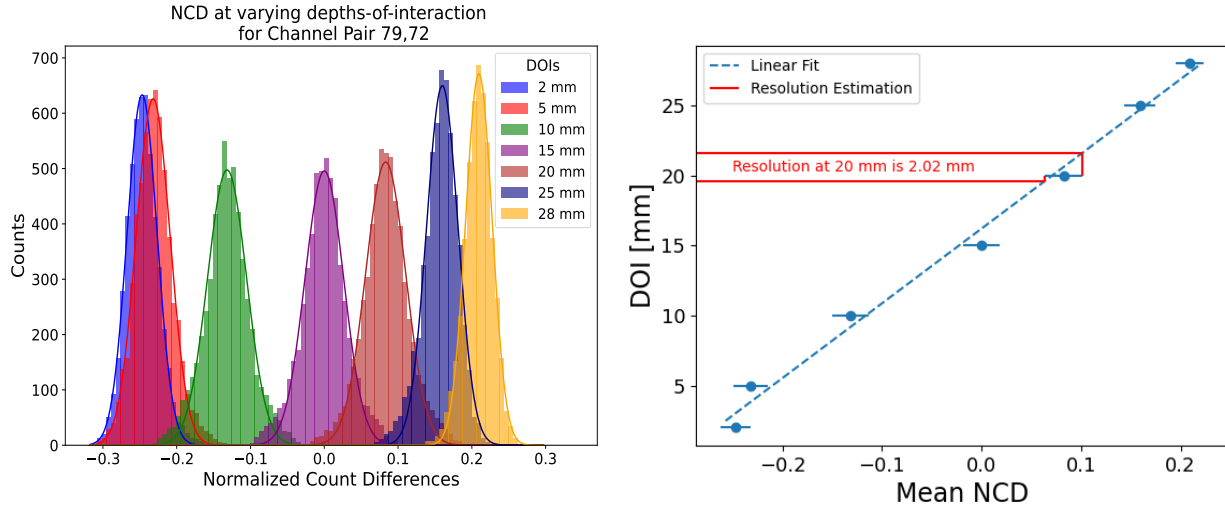 NCD at varying depths-of-interaction
for Channel Pair 79,72
Counts
700
600
500
400
300
200
100
0
DOIs
2 mm
5 mm
10 mm
15 mm
20 mm
25 mm
28 mm
−0.3 −0.2 −0.1 0.0 0.1 0.2 0.3
Normalized Count Differences
DOI [mm]
25
20
15
10
5
Linear Fit
Resolution Estimation
Resolution at 20 mm is 2.02 mm
−0.2 −0.1 0.0 0.1 0.2
Mean NCD